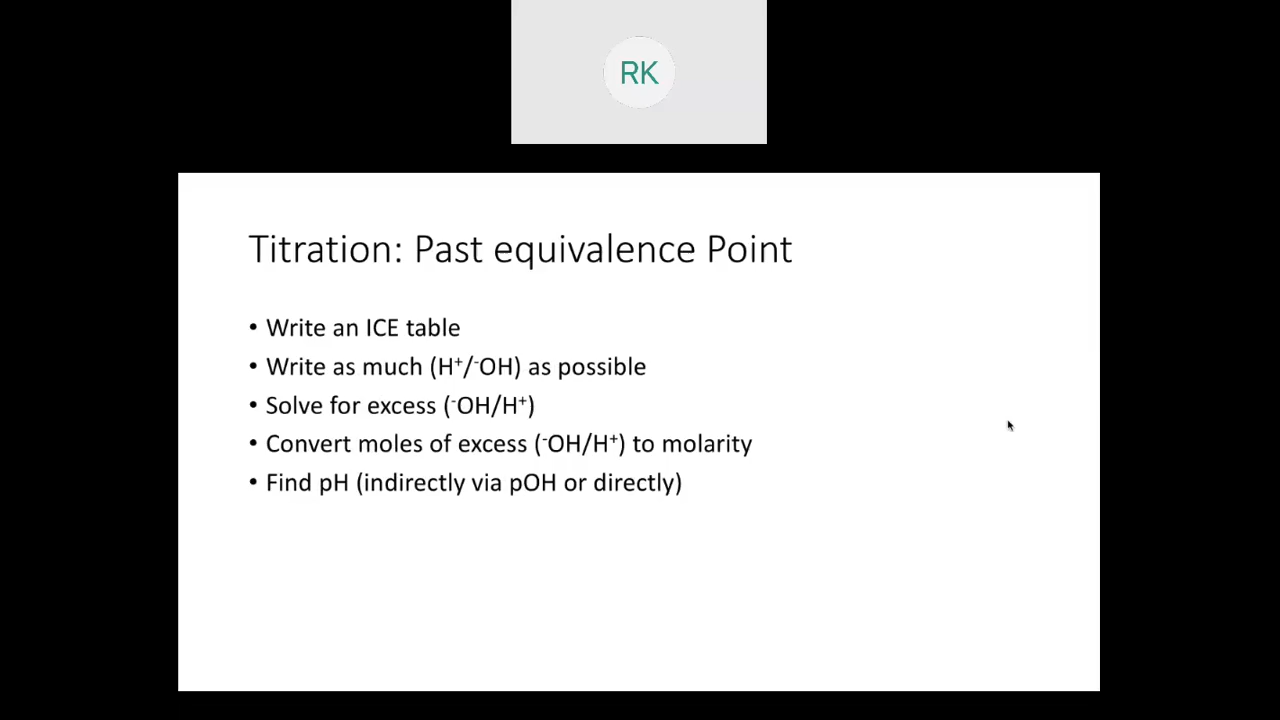 RK
Titration: Past equivalence Point
• Write an ICE table
• Write as much (H⁺/⁻OH) as possible
• Solve for excess (⁻OH/H⁺)
• Convert moles of excess (⁻OH/H⁺) to molarity
• Find pH (indirectly via pOH or directly)